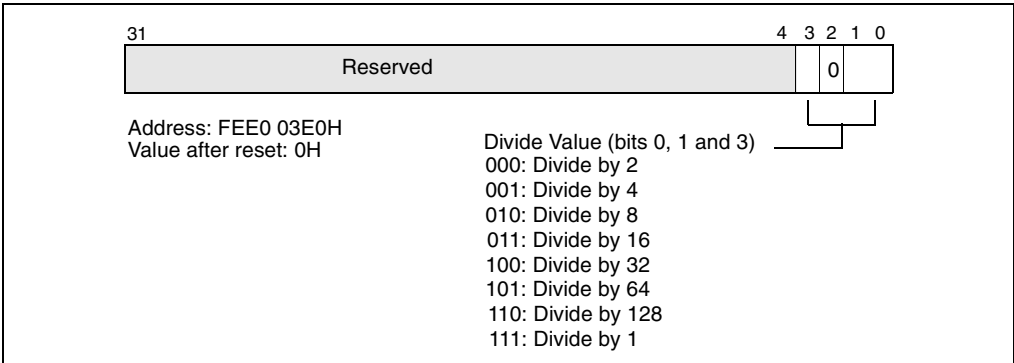 31 4 3 2 1 0
Reserved 0
Address: FEE0 03E0H
Value after reset: 0H
Divide Value (bits 0, 1 and 3)
000: Divide by 2
001: Divide by 4
010: Divide by 8
011: Divide by 16
100: Divide by 32
101: Divide by 64
110: Divide by 128
111: Divide by 1